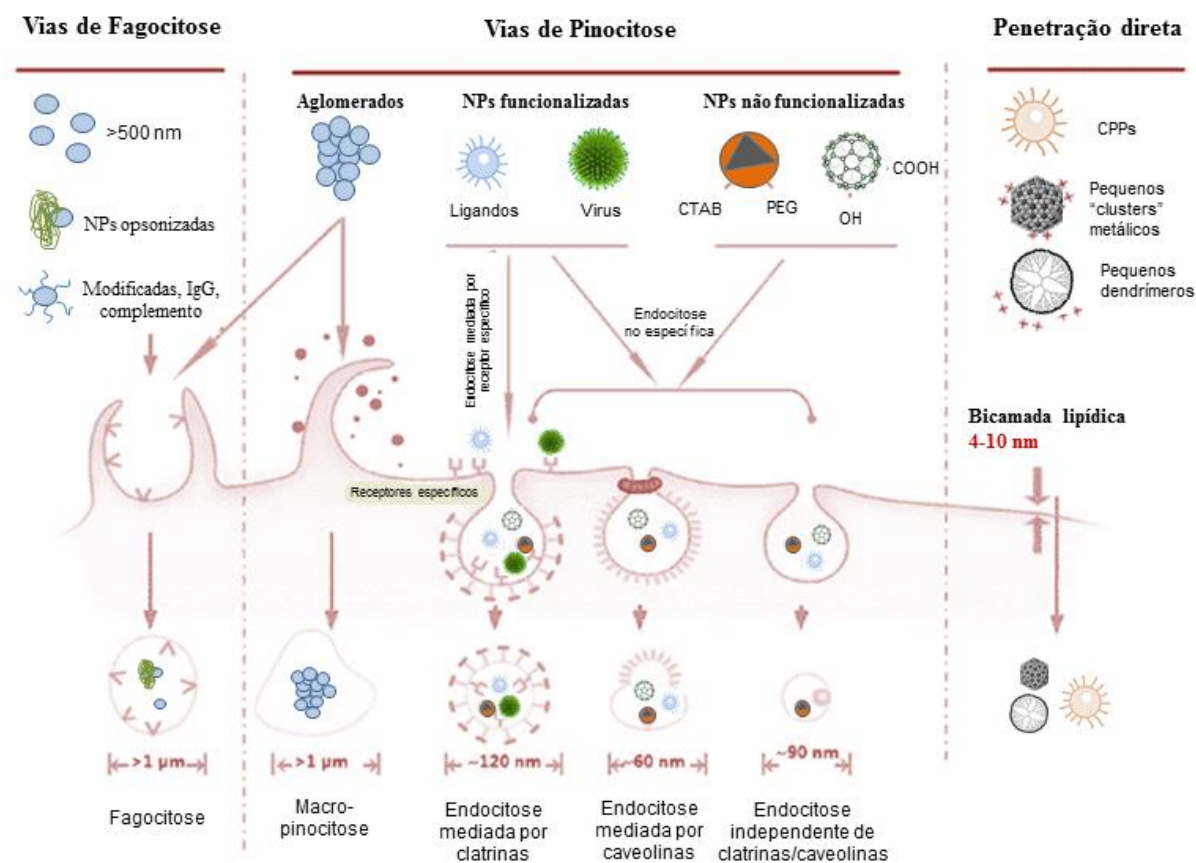 Vias de Fagocitose
Vias de Pinocitose
Penetração direta
>500 nm
NPs opsonizadas
Modificadas, IgG,
complemento
Aglomerados
NPs funcionalizadas
Ligandos
Virus
NPs não funcionalizadas
CTAB
PEG
COOH
OH
CPPs
Pequenos
“clusters”
metálicos
Pequenos
dendrímeros
Endocitose mediada por
receptor específico
Endocitose
no específica
Bicamada lipídica
4-10 nm
Receptores específicos
>1 µm
>1 µm
~120 nm
~60 nm
~90 nm
Fagocitose
Macro-
pinocitose
Endocitose
mediada por
clatrinas
Endocitose
mediada por
caveolinas
Endocitose
independente de
clatrinas/caveolinas